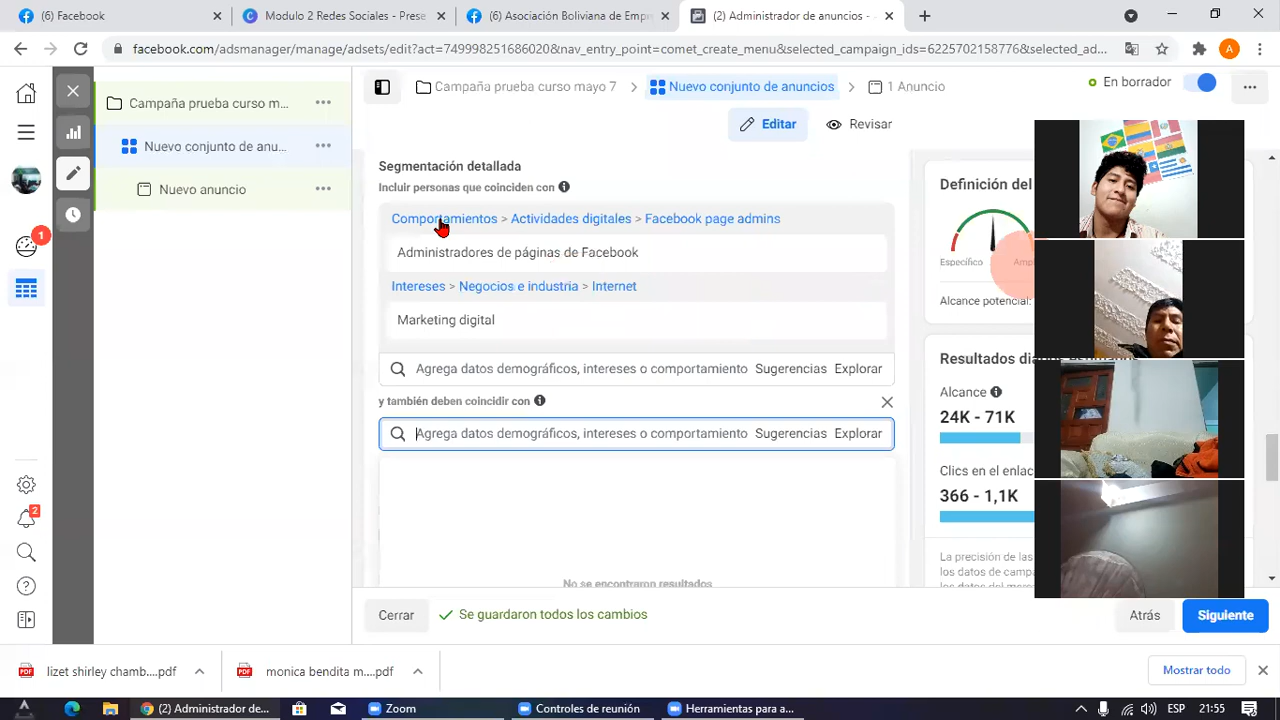 (6) Facebook
Modulo 2 Redes Sociales - Pres
(6) Asociación Boliviana de Emp
(2) Administrador de anuncios -
facebook.com/adsmanager/manage/adsets/edit?act=749998251686020&nav_entry_point=comet_create_menu&selected_campaign_ids=6225702158776&selected_ad...
A
Campaña prueba curso m...
Nuevo conjunto de anu...
Nuevo anuncio
1
2
Campaña prueba curso mayo 7 > Nuevo conjunto de anuncios > 1 Anuncio
En borrador
Editar
Revisar
Segmentación detallada
Incluir personas que coinciden con
Comportamientos > Actividades digitales > Facebook page admins
Administradores de páginas de Facebook
Intereses > Negocios e industria > Internet
Marketing digital
Agrega datos demográficos, intereses o comportamiento Sugerencias Explorar
y también deben coincidir con
Agrega datos demográficos, intereses o comportamiento Sugerencias Explorar
No se encontraron resultados
Definición del
Específico
Alcance potencial:
Resultados
Alcance
24K - 71K
Clics en el enlace
366 - 1,1K
La precisión de las
los datos de camp
Cerrar
Se guardaron todos los cambios
Atrás
Siguiente
lizet shirley chamb....pdf
monica bendita m....pdf
Mostrar todo
(2) Administrador de...
Zoom
Controles de reunión
Herramientas para a...
ESP
21:55